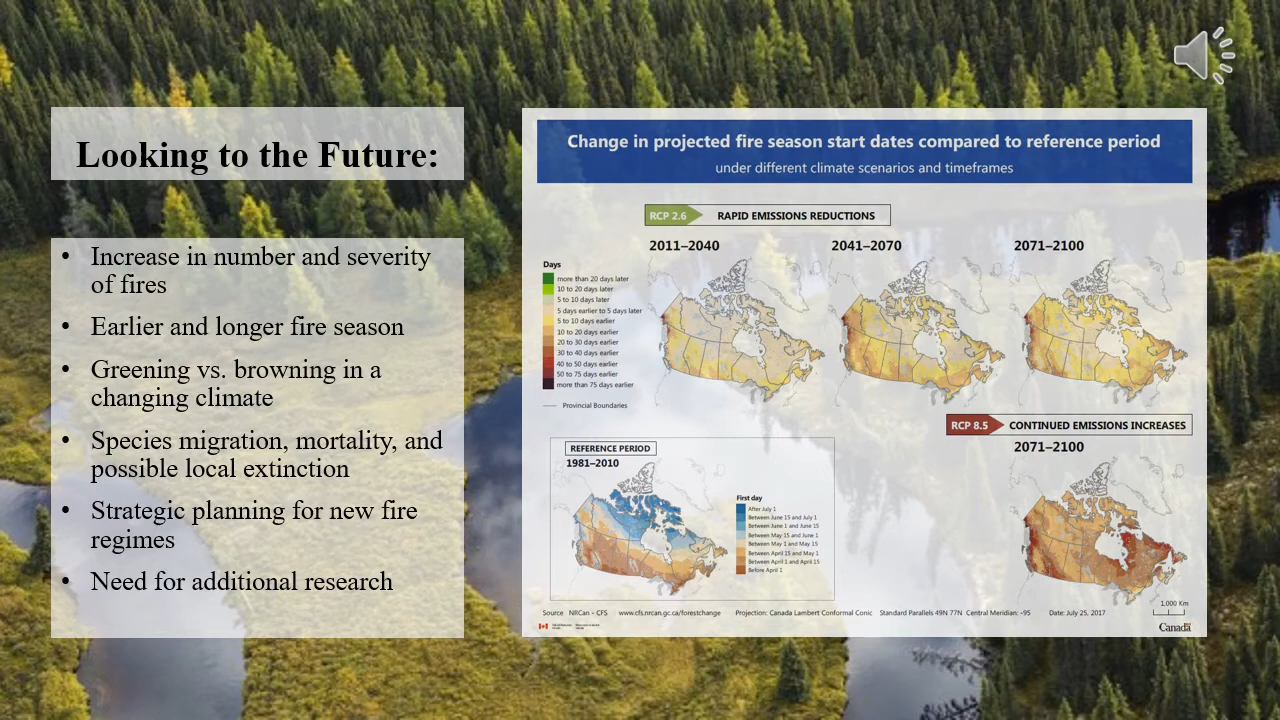 Looking to the Future:
• Increase in number and severity
of fires
• Earlier and longer fire season
• Greening vs. browning in a
changing climate
• Species migration, mortality, and
possible local extinction
• Strategic planning for new fire
regimes
• Need for additional research
Change in projected fire season start dates compared to reference period
under different climate scenarios and timeframes
RCP 2.6 RAPID EMISSIONS REDUCTIONS
2011–2040 2041–2070 2071–2100
Days
more than 20 days later
10 to 20 days later
5 to 10 days later
5 days earlier to 5 days later
5 to 10 days earlier
10 to 20 days earlier
20 to 30 days earlier
30 to 40 days earlier
40 to 50 days earlier
50 to 75 days earlier
more than 75 days earlier
Provincial Boundaries
RCP 8.5 CONTINUED EMISSIONS INCREASES
2071–2100
REFERENCE PERIOD
1981–2010
First day
After July 1
Between June 15 and July 1
Between June 1 and June 15
Between May 15 and June 1
Between May 1 and May 15
Between April 15 and May 1
Between April 1 and April 15
Before April 1
1,000 Km
Source NRCan - CFS www.cfs.nrcan.gc.ca/forestchange Projection: Canada Lambert Conformal Conic Standard Parallels 49N 77N Central Meridian: -95 Date: July 25, 2017
Canada